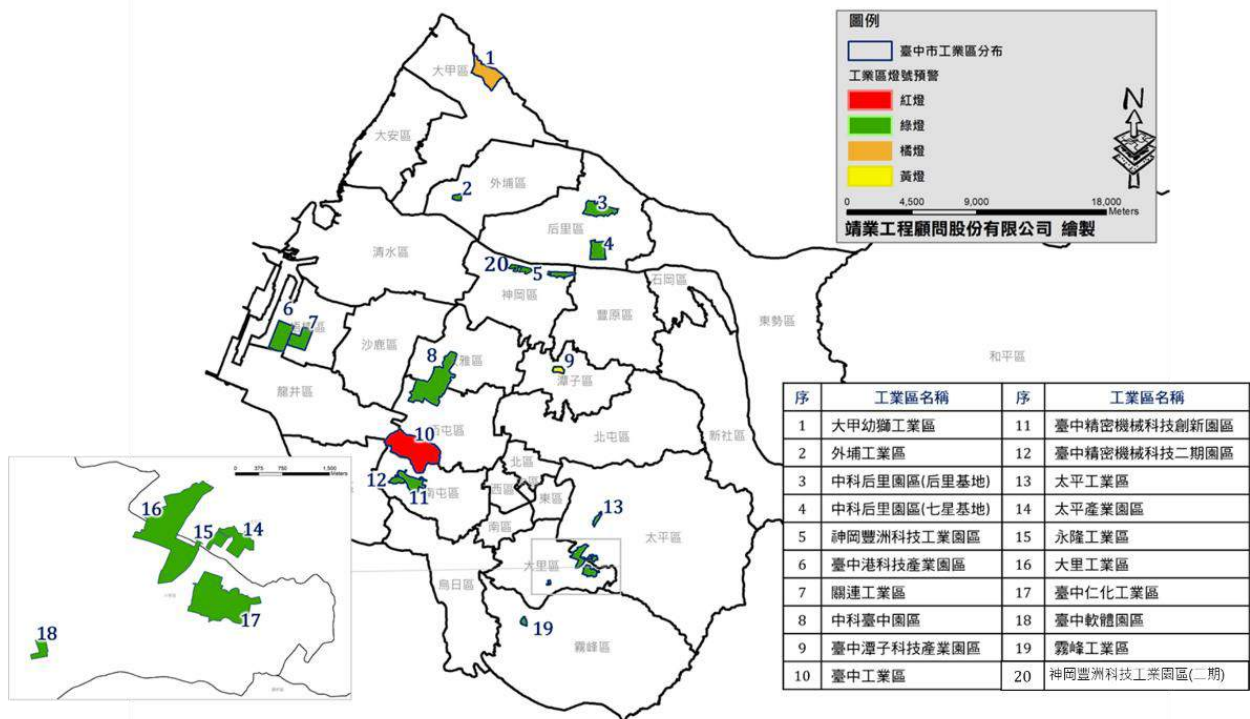 圖例
臺中市工業區分布
工業區燈號預警
紅燈
綠燈
橘燈
黃燈
N
0 4,500 9,000 18,000
Meters
靖業工程顧問股份有限公司 繪製
1
大甲區
大安區
外埔區
2
3
后里區
4
清水區
20
5
神岡區
石岡區
豐原區
東勢區
和平區
6
7
沙鹿區
8
雅區
9
潭子區
龍井區
10
西屯區
北屯區
新社區
北區
12
11
南屯區
西區
東區
13
南區
太平區
大里區
烏日區
19
霧峰區
0 375 750 1,500
Meters
16
15
14
17
18
序 工業區名稱 序 工業區名稱
1 大甲幼獅工業區 11 臺中精密機械科技創新園區
2 外埔工業區 12 臺中精密機械科技二期園區
3 中科后里園區(后里基地) 13 太平工業區
4 中科后里園區(七星基地) 14 太平產業園區
5 神岡豐洲科技工業園區 15 永隆工業區
6 臺中港科技產業園區 16 大里工業區
7 關連工業區 17 臺中仁化工業區
8 中科臺中園區 18 臺中軟體園區
9 臺中潭子科技產業園區 19 霧峰工業區
10 臺中工業區 20 神岡豐洲科技工業園區(二期)